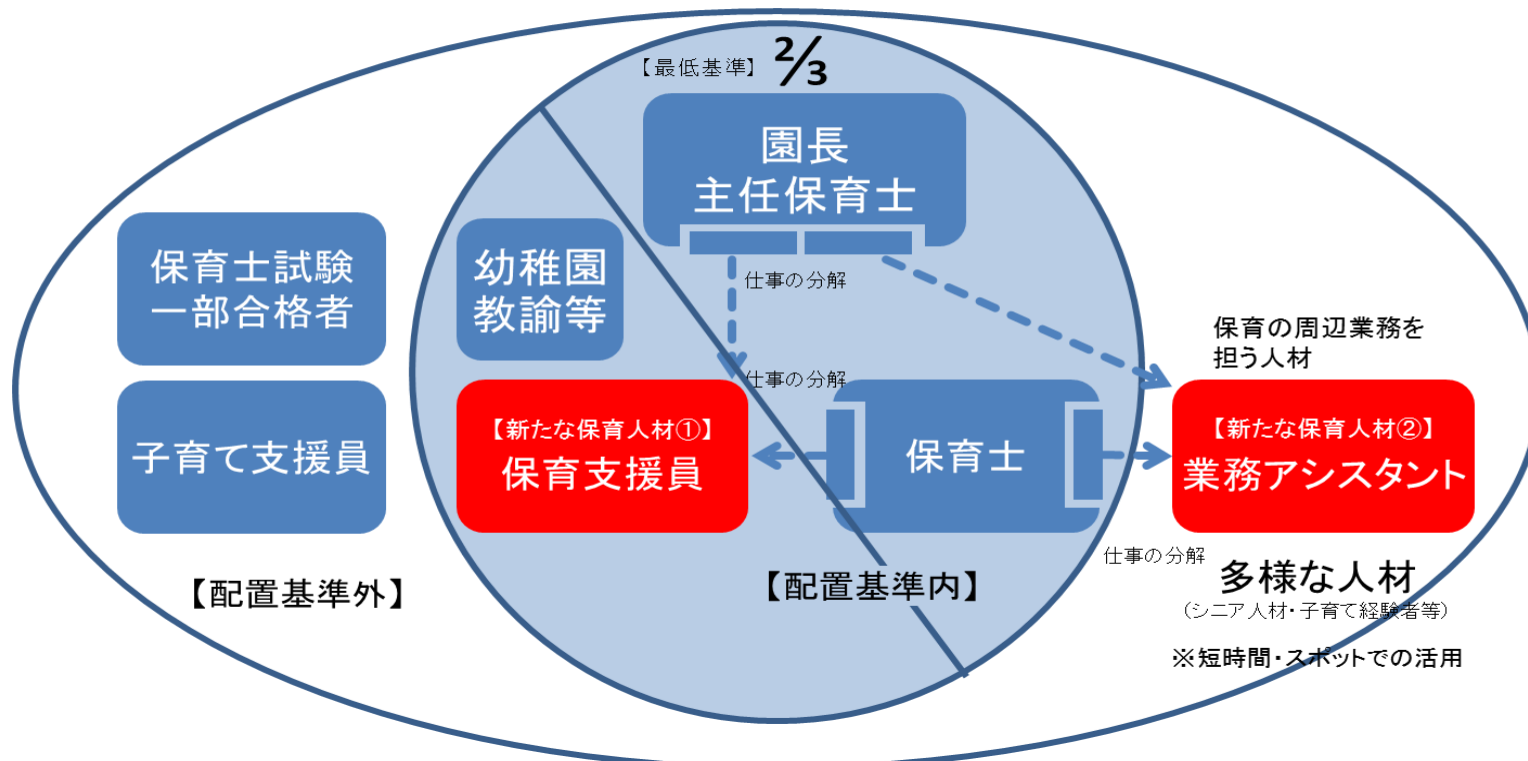 【最低基準】 ⅔
園長
主任保育士
保育士試験
一部合格者
幼稚園
教諭等
仕事の分解
保育の周辺業務を
担う人材
仕事の分解
子育て支援員
【新たな保育人材①】
保育支援員
保育士
【新たな保育人材②】
業務アシスタント
仕事の分解
【配置基準外】
【配置基準内】
多様な人材
（シニア人材・子育て経験者等）
※短時間・スポットでの活用